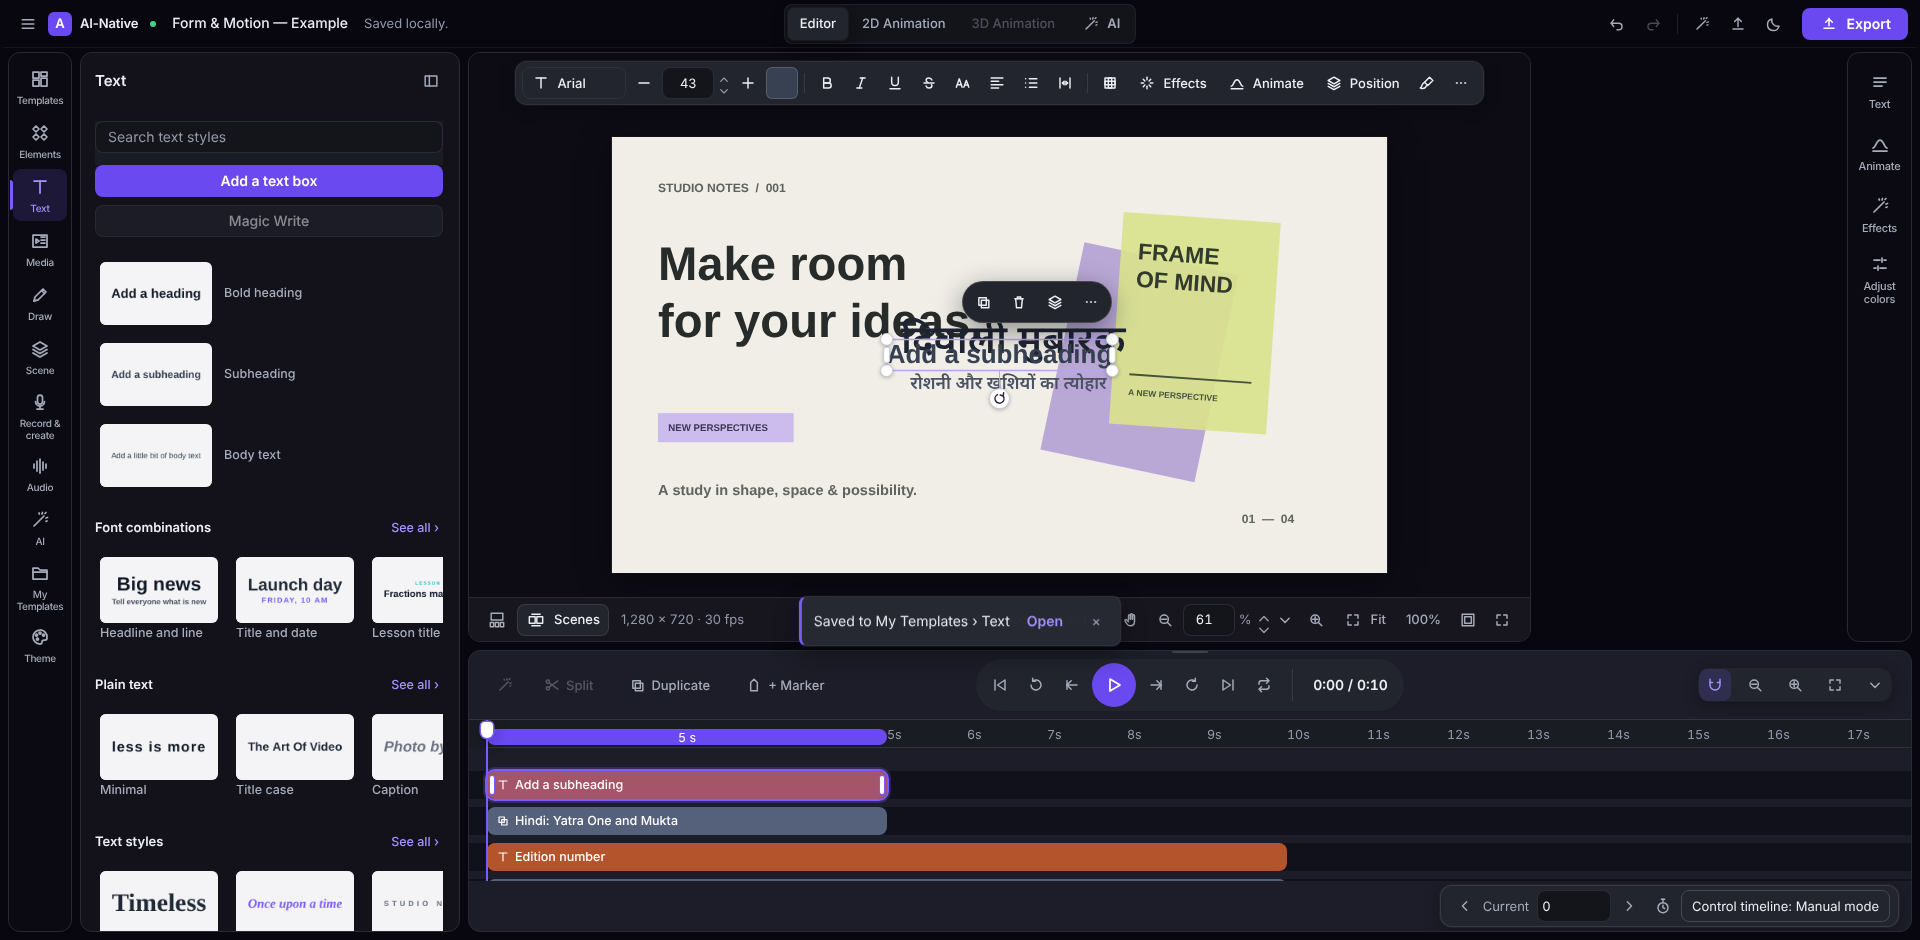 A
AI-Native
Form & Motion — Example
Saved locally.
Editor
2D Animation
3D Animation
AI
Export
Templates
Elements
Text
Media
Draw
Scene
Record &
create
Audio
AI
My
Templates
Theme
Text
Search text styles
Add a text box
Magic Write
Add a heading
Bold heading
Add a subheading
Subheading
Add a little bit of body text
Body text
Font combinations
See all ›
Big news
Tell everyone what is new
Headline and line
Launch day
FRIDAY, 10 AM
Title and date
LESSON
Fractions ma
Lesson title
Plain text
See all ›
less is more
Minimal
The Art Of Video
Title case
Photo by
Caption
Text styles
See all ›
Timeless
Once upon a time
STUDIO N
Arial
43
Effects
Animate
Position
STUDIO NOTES / 001
Make room
for your ideas.
दिवाली मुबारक
Add a subheading
रोशनी और खुशियों का त्योहार
FRAME
OF MIND
A NEW PERSPECTIVE
NEW PERSPECTIVES
A study in shape, space & possibility.
01 — 04
Scenes
1,280 × 720 · 30 fps
Saved to My Templates › Text
Open
×
61
%
Fit
100%
Text
Animate
Effects
Adjust
colors
Split
Duplicate
+ Marker
0:00 / 0:10
5 s
5s
6s
7s
8s
9s
10s
11s
12s
13s
14s
15s
16s
17s
Add a subheading
Hindi: Yatra One and Mukta
Edition number
Current
0
Control timeline: Manual mode